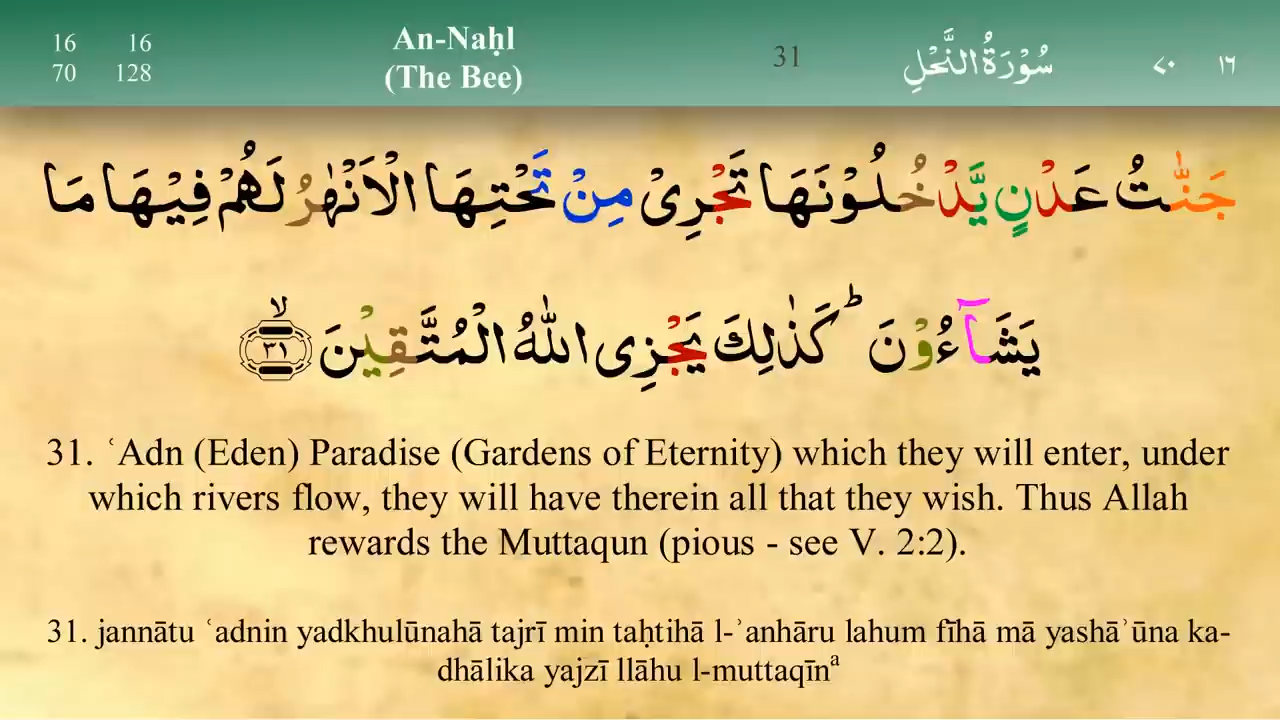 16 16 An-Naḥl 31 سُوْرَةُ النَّحْلِ ٧٠ ١٦
70 128 (The Bee)
جَنّٰتُ عَدْنٍ يَّدْخُلُوْنَهَا تَجْرِىْ مِنْ تَحْتِهَا الْاَنْهٰرُ لَهُمْ فِيْهَا مَا
يَشَآءُوْنَ ؕ كَذٰلِكَ يَجْزِى اللّٰهُ الْمُتَّقِيْنَ ۙ ٣١
31. ʿAdn (Eden) Paradise (Gardens of Eternity) which they will enter, under
which rivers flow, they will have therein all that they wish. Thus Allah
rewards the Muttaqun (pious - see V. 2:2).
31. jannātu ʿadnin yadkhulūnahā tajrī min taḥtihā l-ʾanhāru lahum fīhā mā yashāʾūna ka-
dhālika yajzī llāhu l-muttaqīnᵃ